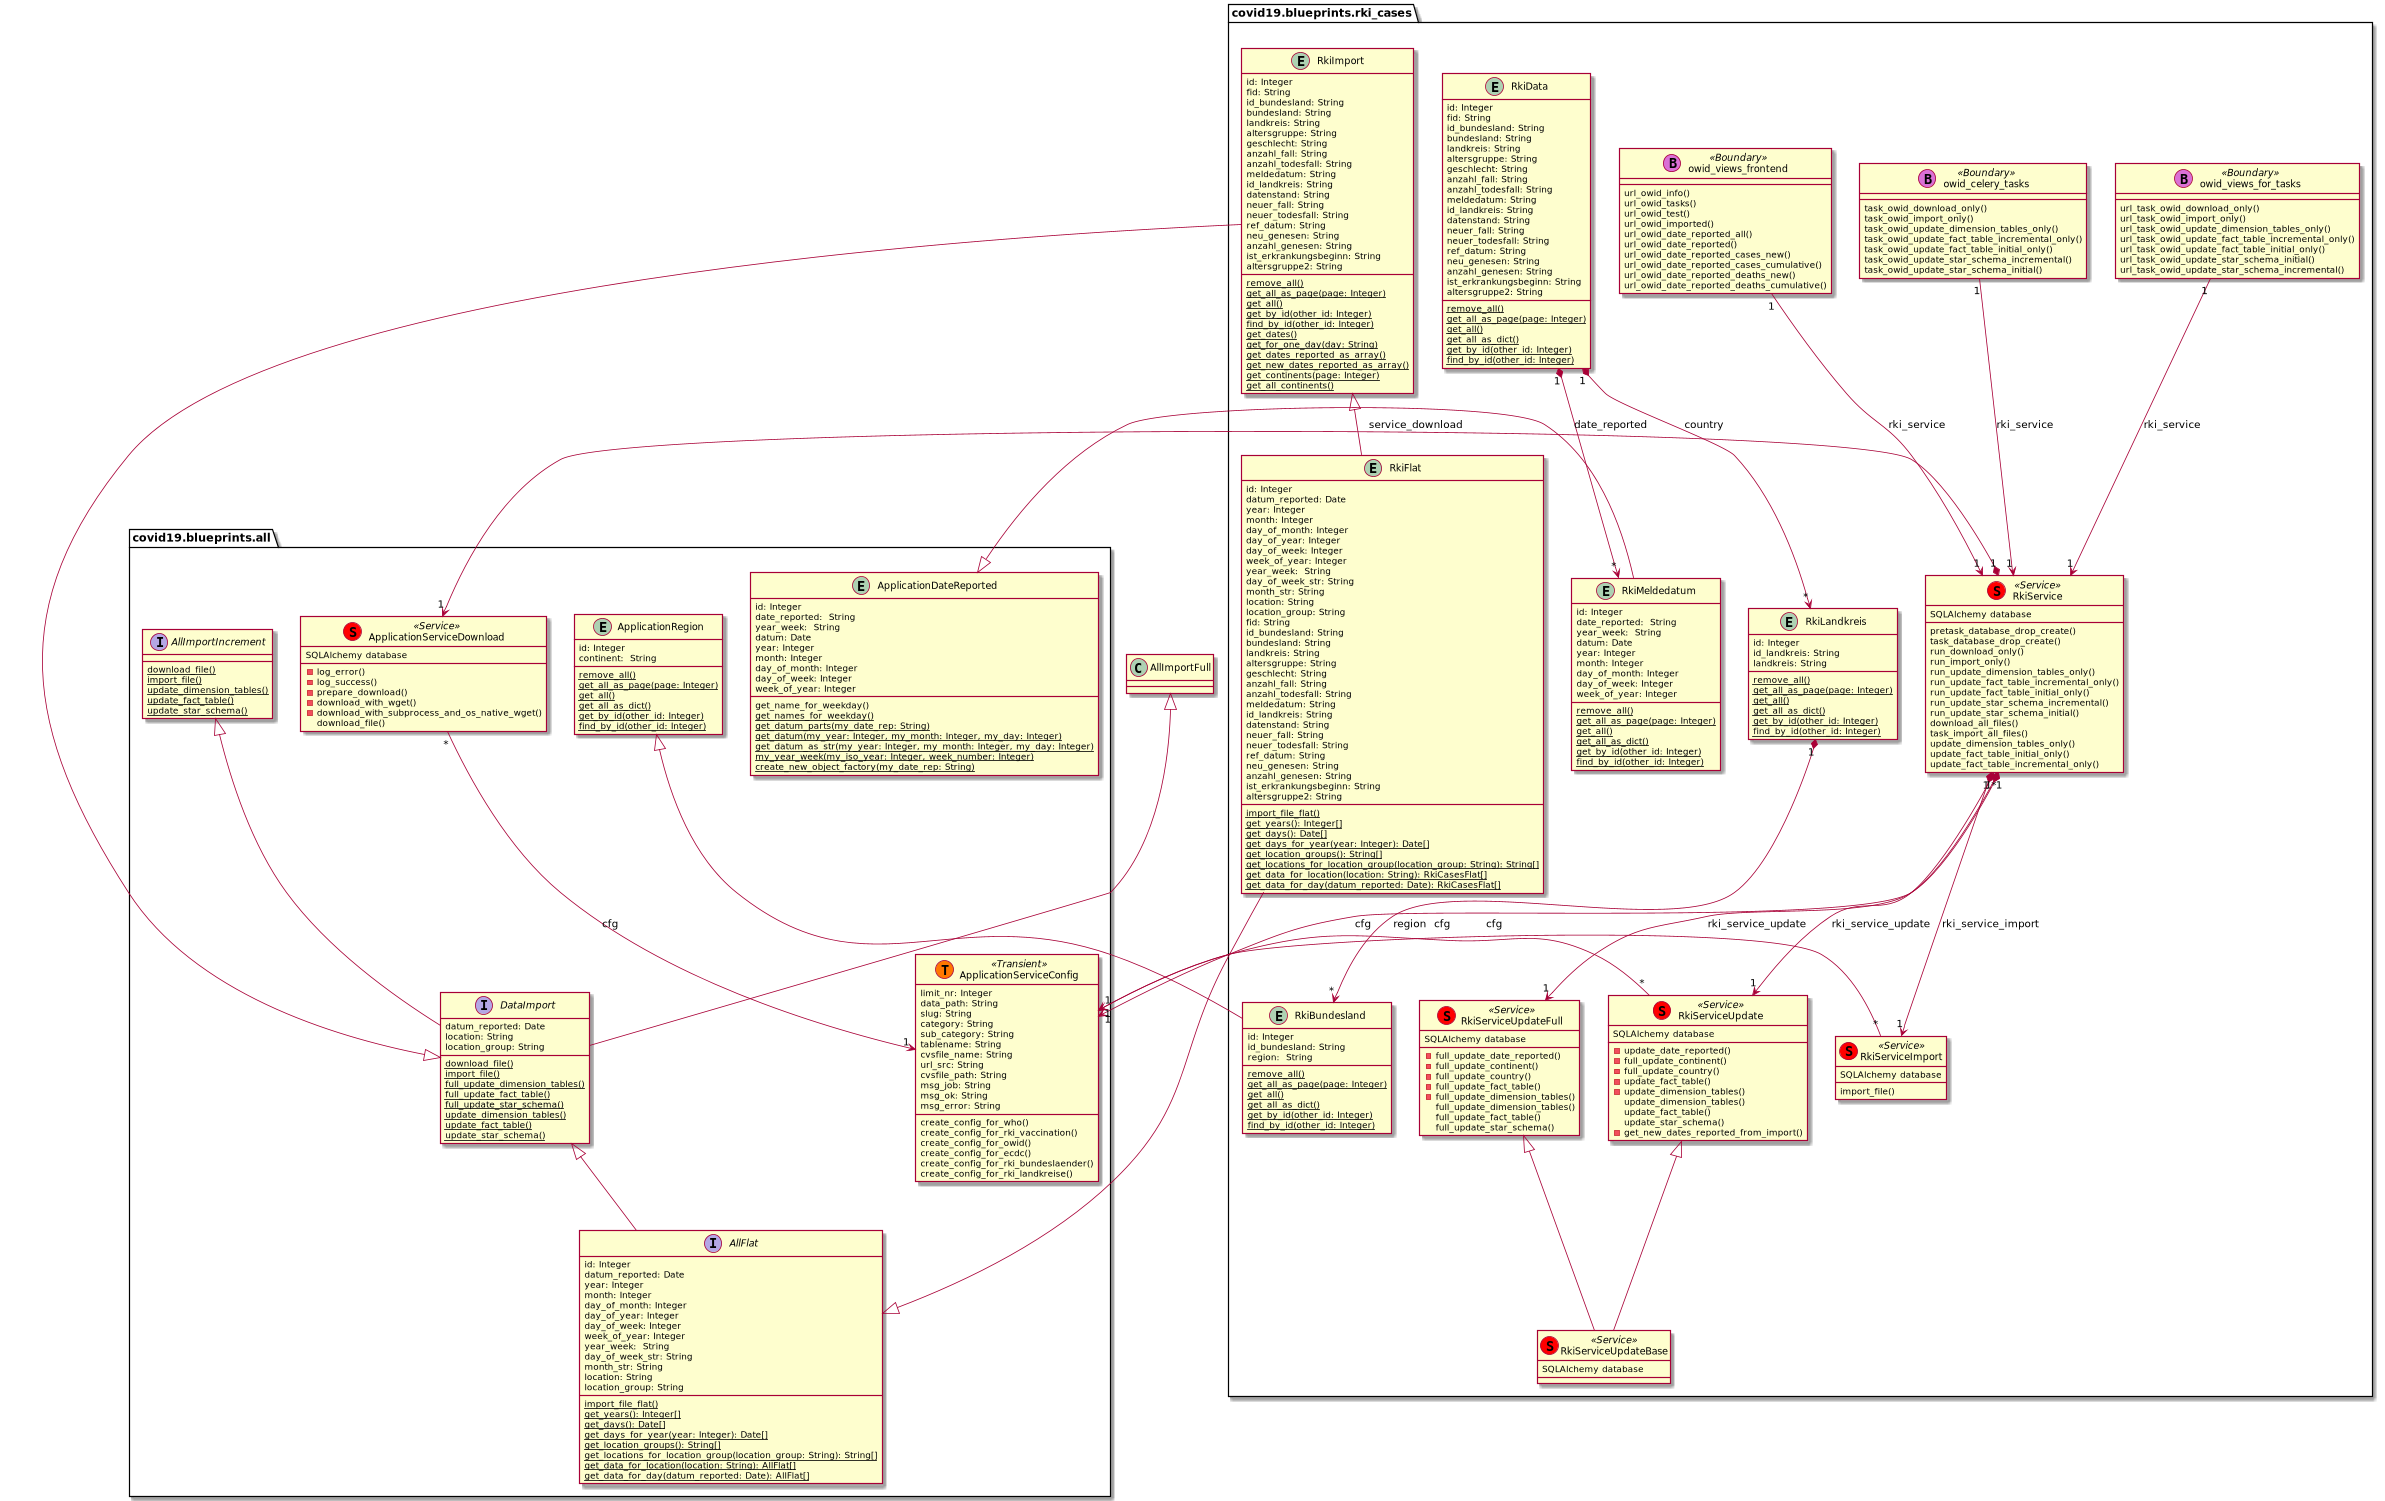 covid19.blueprints.rki_cases
RkiImport
id: Integer
fid: String
id_bundesland: String
bundesland: String
landkreis: String
altersgruppe: String
geschlecht: String
anzahl_fall: String
anzahl_todesfall: String
meldedatum: String
id_landkreis: String
datenstand: String
neuer_fall: String
neuer_todesfall: String
ref_datum: String
neu_genesen: String
anzahl_genesen: String
ist_erkrankungsbeginn: String
altersgruppe2: String
remove_all()
get_all_as_page(page: Integer)
get_all()
get_by_id(other_id: Integer)
find_by_id(other_id: Integer)
get_dates()
get_for_one_day(day: String)
get_dates_reported_as_array()
get_new_dates_reported_as_array()
get_continents(page: Integer)
get_all_continents()
RkiData
id: Integer
fid: String
id_bundesland: String
bundesland: String
landkreis: String
altersgruppe: String
geschlecht: String
anzahl_fall: String
anzahl_todesfall: String
meldedatum: String
id_landkreis: String
datenstand: String
neuer_fall: String
neuer_todesfall: String
ref_datum: String
neu_genesen: String
anzahl_genesen: String
ist_erkrankungsbeginn: String
altersgruppe2: String
remove_all()
get_all_as_page(page: Integer)
get_all()
get_all_as_dict()
get_by_id(other_id: Integer)
find_by_id(other_id: Integer)
«Boundary»
owid_views_frontend
url_owid_info()
url_owid_tasks()
url_owid_test()
url_owid_imported()
url_owid_date_reported_all()
url_owid_date_reported()
url_owid_date_reported_cases_new()
url_owid_date_reported_cases_cumulative()
url_owid_date_reported_deaths_new()
url_owid_date_reported_deaths_cumulative()
«Boundary»
owid_celery_tasks
task_owid_download_only()
task_owid_import_only()
task_owid_update_dimension_tables_only()
task_owid_update_fact_table_incremental_only()
task_owid_update_fact_table_initial_only()
task_owid_update_star_schema_incremental()
task_owid_update_star_schema_initial()
«Boundary»
owid_views_for_tasks
url_task_owid_download_only()
url_task_owid_import_only()
url_task_owid_update_dimension_tables_only()
url_task_owid_update_fact_table_incremental_only()
url_task_owid_update_fact_table_initial_only()
url_task_owid_update_star_schema_initial()
url_task_owid_update_star_schema_incremental()
1
1
1
1
1
service_download
date_reported
country
rki_service
rki_service
rki_service
RkiFlat
id: Integer
datum_reported: Date
year: Integer
month: Integer
day_of_month: Integer
day_of_year: Integer
day_of_week: Integer
week_of_year: Integer
year_week: String
day_of_week_str: String
month_str: String
location: String
location_group: String
fid: String
id_bundesland: String
bundesland: String
landkreis: String
altersgruppe: String
geschlecht: String
anzahl_fall: String
anzahl_todesfall: String
meldedatum: String
id_landkreis: String
datenstand: String
neuer_fall: String
neuer_todesfall: String
ref_datum: String
neu_genesen: String
anzahl_genesen: String
ist_erkrankungsbeginn: String
altersgruppe2: String
import_file_flat()
get_years(): Integer[]
get_days(): Date[]
get_days_for_year(year: Integer): Date[]
get_location_groups(): String[]
get_locations_for_location_group(location_group: String): String[]
get_data_for_location(location: String): RkiCasesFlat[]
get_data_for_day(datum_reported: Date): RkiCasesFlat[]
*
RkiMeldedatum
id: Integer
date_reported: String
year_week: String
datum: Date
year: Integer
month: Integer
day_of_month: Integer
day_of_week: Integer
week_of_year: Integer
remove_all()
get_all_as_page(page: Integer)
get_all()
get_all_as_dict()
get_by_id(other_id: Integer)
find_by_id(other_id: Integer)
*
RkiLandkreis
id: Integer
id_landkreis: String
landkreis: String
remove_all()
get_all_as_page(page: Integer)
get_all()
get_all_as_dict()
get_by_id(other_id: Integer)
find_by_id(other_id: Integer)
1
1
1
1
1
«Service»
RkiService
SQLAlchemy database
pretask_database_drop_create()
task_database_drop_create()
run_download_only()
run_import_only()
run_update_dimension_tables_only()
run_update_fact_table_incremental_only()
run_update_fact_table_initial_only()
run_update_star_schema_incremental()
run_update_star_schema_initial()
download_all_files()
task_import_all_files()
update_dimension_tables_only()
update_fact_table_initial_only()
update_fact_table_incremental_only()
1
*
1
covid19.blueprints.all
AllImportIncrement
download_file()
import_file()
update_dimension_tables()
update_fact_table()
update_star_schema()
1
«Service»
ApplicationServiceDownload
SQLAlchemy database
log_error()
log_success()
prepare_download()
download_with_wget()
download_with_subprocess_and_os_native_wget()
download_file()
*
ApplicationRegion
id: Integer
continent: String
remove_all()
get_all_as_page(page: Integer)
get_all()
get_all_as_dict()
get_by_id(other_id: Integer)
find_by_id(other_id: Integer)
ApplicationDateReported
id: Integer
date_reported: String
year_week: String
datum: Date
year: Integer
month: Integer
day_of_month: Integer
day_of_week: Integer
week_of_year: Integer
get_name_for_weekday()
get_names_for_weekday()
get_datum_parts(my_date_rep: String)
get_datum(my_year: Integer, my_month: Integer, my_day: Integer)
get_datum_as_str(my_year: Integer, my_month: Integer, my_day: Integer)
my_year_week(my_iso_year: Integer, week_number: Integer)
create_new_object_factory(my_date_rep: String)
AllImportFull
cfg
cfg
region
cfg
cfg
rki_service_update
rki_service_update
rki_service_import
DataImport
datum_reported: Date
location: String
location_group: String
download_file()
import_file()
full_update_dimension_tables()
full_update_fact_table()
full_update_star_schema()
update_dimension_tables()
update_fact_table()
update_star_schema()
1
«Transient»
ApplicationServiceConfig
limit_nr: Integer
data_path: String
slug: String
category: String
sub_category: String
tablename: String
cvsfile_name: String
url_src: String
cvsfile_path: String
msg_job: String
msg_ok: String
msg_error: String
create_config_for_who()
create_config_for_rki_vaccination()
create_config_for_owid()
create_config_for_ecdc()
create_config_for_rki_bundeslaender()
create_config_for_rki_landkreise()
1
1
1
*
RkiBundesland
id: Integer
id_bundesland: String
region: String
remove_all()
get_all_as_page(page: Integer)
get_all()
get_all_as_dict()
get_by_id(other_id: Integer)
find_by_id(other_id: Integer)
1
«Service»
RkiServiceUpdateFull
SQLAlchemy database
full_update_date_reported()
full_update_continent()
full_update_country()
full_update_fact_table()
full_update_dimension_tables()
full_update_dimension_tables()
full_update_fact_table()
full_update_star_schema()
*
1
«Service»
RkiServiceUpdate
SQLAlchemy database
update_date_reported()
full_update_continent()
full_update_country()
update_fact_table()
update_dimension_tables()
update_dimension_tables()
update_fact_table()
update_star_schema()
get_new_dates_reported_from_import()
*
1
«Service»
RkiServiceImport
SQLAlchemy database
import_file()
AllFlat
id: Integer
datum_reported: Date
year: Integer
month: Integer
day_of_month: Integer
day_of_year: Integer
day_of_week: Integer
week_of_year: Integer
year_week: String
day_of_week_str: String
month_str: String
location: String
location_group: String
import_file_flat()
get_years(): Integer[]
get_days(): Date[]
get_days_for_year(year: Integer): Date[]
get_location_groups(): String[]
get_locations_for_location_group(location_group: String): String[]
get_data_for_location(location: String): AllFlat[]
get_data_for_day(datum_reported: Date): AllFlat[]
«Service»
RkiServiceUpdateBase
SQLAlchemy database